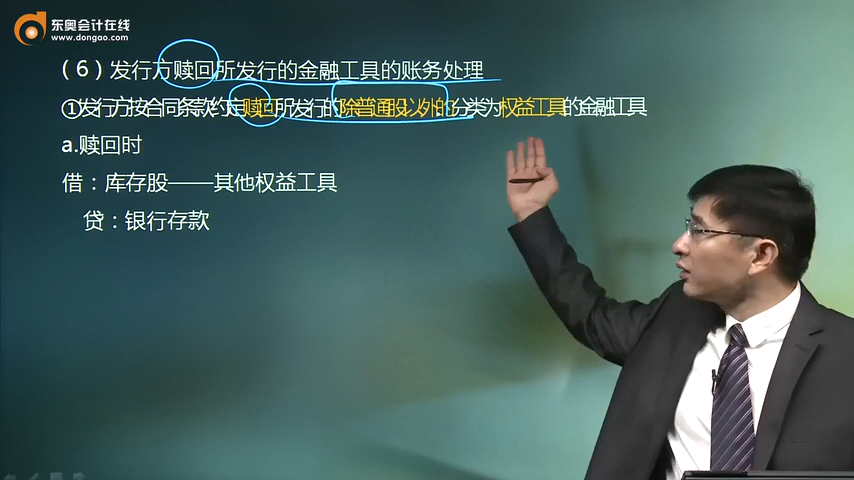 东奥会计在线
www.dongao.com
（6）发行方赎回所发行的金融工具的账务处理
①发行方按合同条款约定赎回所发行的除普通股以外的分类为权益工具的金融工具
a.赎回时
借：库存股——其他权益工具
贷：银行存款